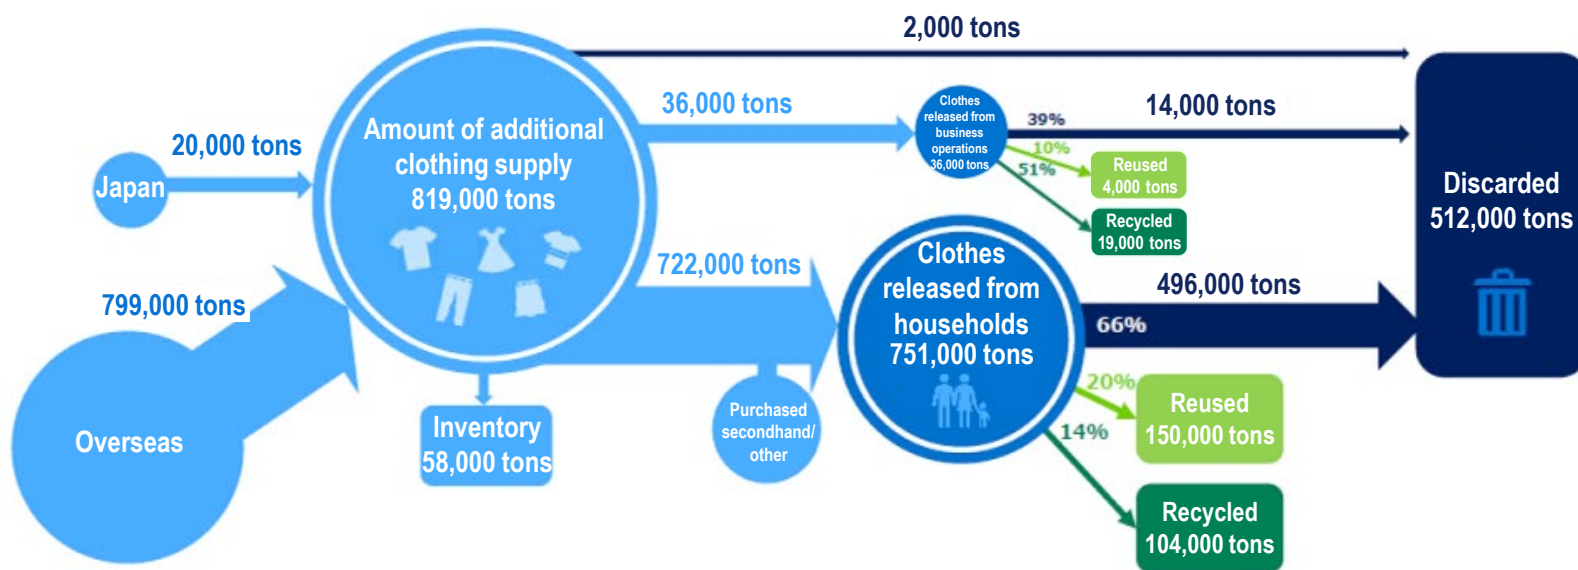 2,000 tons
36,000 tons
Clothes
released from
business
operations
36,000 tons
39%
14,000 tons
10%
51%
Reused
4,000 tons
Recycled
19,000 tons
20,000 tons
Japan
Amount of additional
clothing supply
819,000 tons
Discarded
512,000 tons
799,000 tons
Overseas
722,000 tons
Clothes
released from
households
751,000 tons
496,000 tons
66%
Inventory
58,000 tons
Purchased
secondhand/
other
20%
Reused
150,000 tons
14%
Recycled
104,000 tons